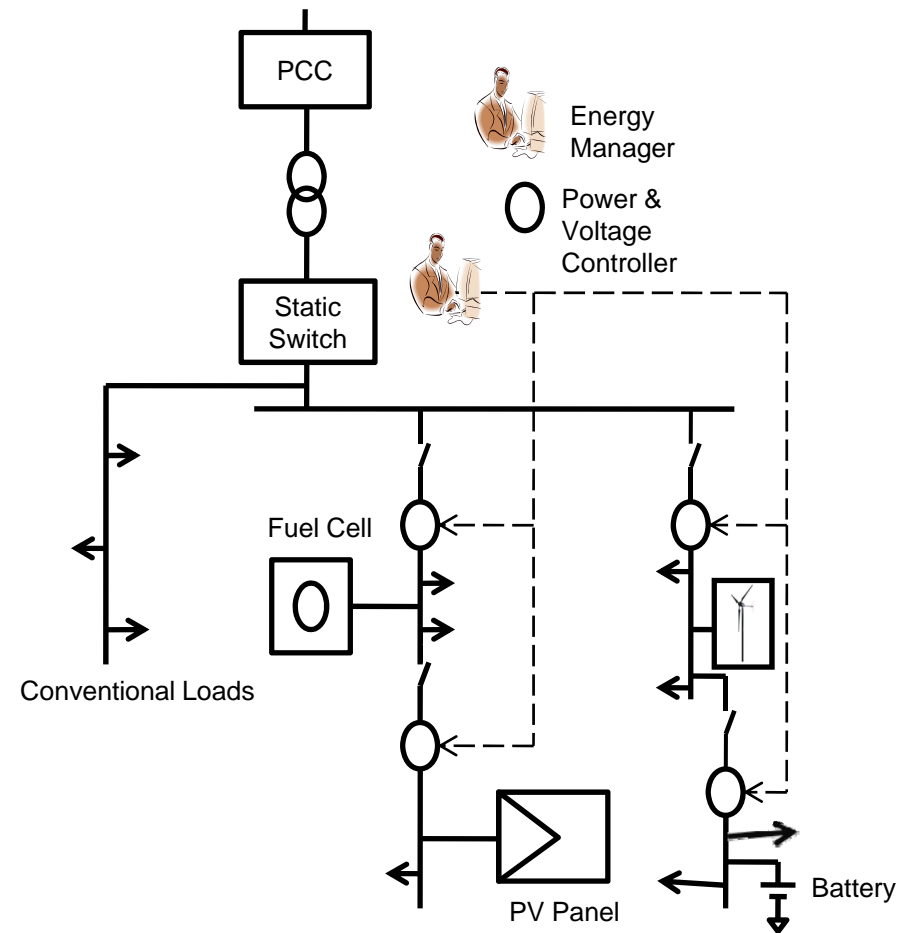 PCC
Energy
Manager
Power &
Voltage
Controller
Static
Switch
Fuel Cell
Conventional Loads
PV Panel
Battery